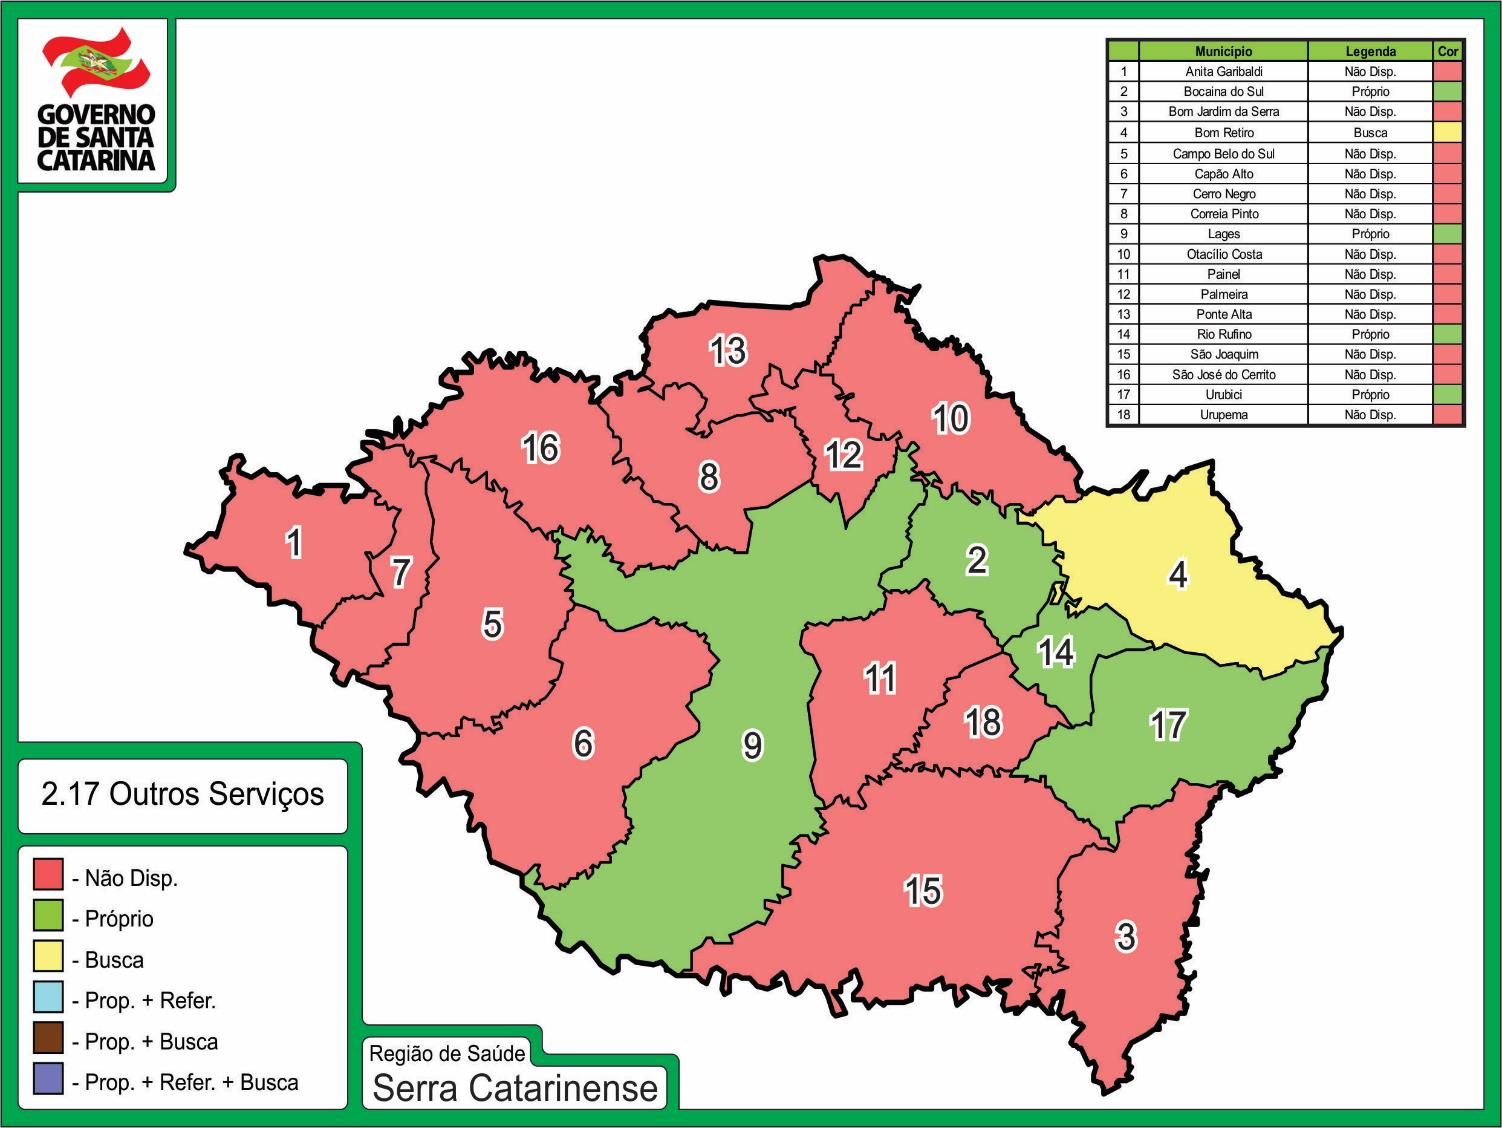 GOVERNO
DE SANTA
CATARINA
Município Legenda Cor
1 Anita Garibaldi Não Disp.
2 Bocaina do Sul Próprio
3 Bom Jardim da Serra Não Disp.
4 Bom Retiro Busca
5 Campo Belo do Sul Não Disp.
6 Capão Alto Não Disp.
7 Cerro Negro Não Disp.
8 Correia Pinto Não Disp.
9 Lages Próprio
10 Otacílio Costa Não Disp.
11 Painel Não Disp.
12 Palmeira Não Disp.
13 Ponte Alta Não Disp.
14 Rio Rufino Próprio
15 São Joaquim Não Disp.
16 São José do Cerrito Não Disp.
17 Urubici Próprio
18 Urupema Não Disp.
13
10
16
12
8
1
2
4
7
5
14
11
18
17
6
9
15
3
2.17 Outros Serviços
- Não Disp.
- Próprio
- Busca
- Prop. + Refer.
- Prop. + Busca
- Prop. + Refer. + Busca
Região de Saúde
Serra Catarinense